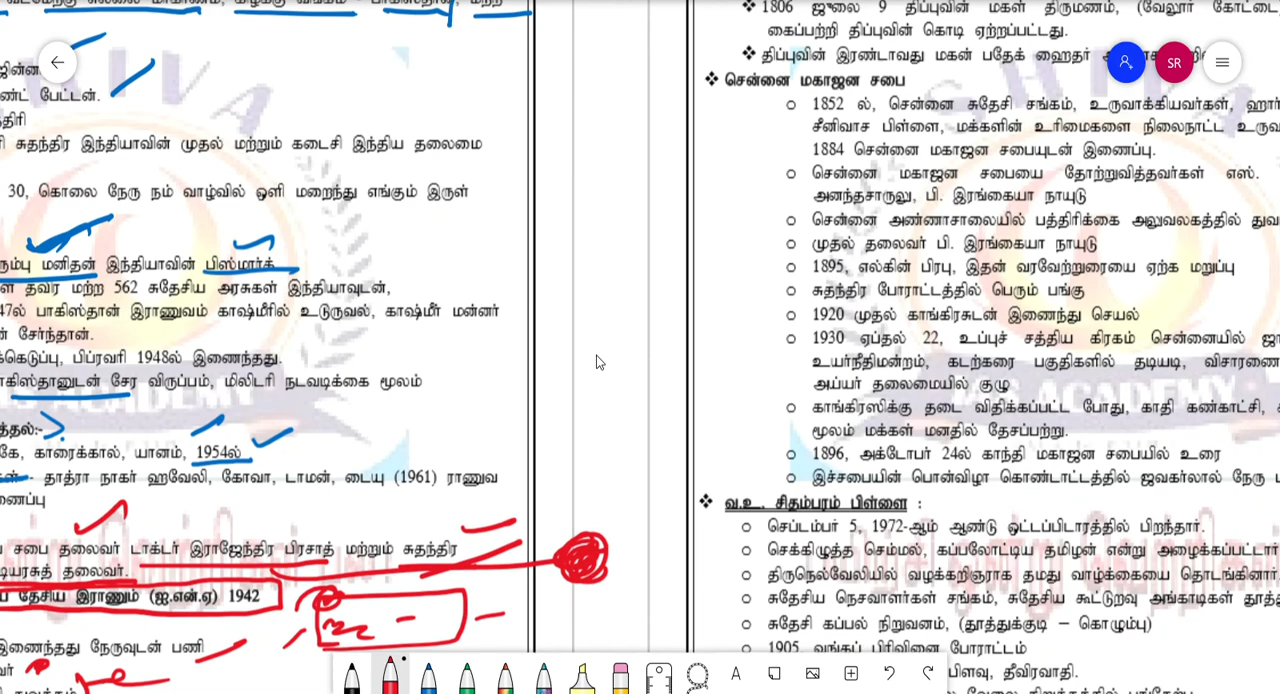 ஜின்னா
ண்ட் பேட்டன்.
சுதந்திர இந்தியாவின் முதல் மற்றும் கடைசி இந்திய தலைமை
30, கொலை நேரு நம் வாழ்வில் ஒளி மறைந்து எங்கும் இருள்
ரும்பு மனிதன் இந்தியாவின் பிஸ்மார்க்
ள தவிர மற்ற 562 சுதேசிய அரசுகள் இந்தியாவுடன்,
47ல் பாகிஸ்தான் இராணுவம் காஷ்மீரில் உடுருவல், காஷ்மீர் மன்னர்
ன் சேர்ந்தான்.
க்கெடுப்பு, பிப்ரவரி 1948ல் இணைந்தது.
ாகிஸ்தானுடன் சேர விருப்பம், மிலிடரி நடவடிக்கை மூலம்
த்தல்:-
கே, காரைக்கால், யானம், 1954ல்
கள் - தாத்ரா நாகர் ஹவேலி, கோவா, டாமன், டையு (1961) ராணுவ
ணைப்பு
சபை தலைவர் டாக்டர் இராஜேந்திர பிரசாத் மற்றும் சுதந்திர
டியரசுத் தலைவர்.
ய தேசிய இராணும் (ஐ.என்.ஏ) 1942
இணைந்தது நேருவுடன் பணி
வர்
❖ 1806 ஜுலை 9 திப்புவின் மகள் திருமணம், (வேலூர் கோட்டை
கைப்பற்றி திப்புவின் கொடி ஏற்றப்பட்டது.
❖ திப்புவின் இரண்டாவது மகன் பதேக் ஹைதர்
❖ சென்னை மகாஜன சபை
o 1852 ல், சென்னை சுதேசி சங்கம், உருவாக்கியவர்கள், ஹார்
சீனிவாச பிள்ளை, மக்களின் உரிமைகளை நிலைநாட்ட உருவ
1884 சென்னை மகாஜன சபையுடன் இணைப்பு.
o சென்னை மகாஜன சபையை தோற்றுவித்தவர்கள் எஸ்.
அனந்தசாருலு, பி. இரங்கையா நாயுடு
o சென்னை அண்ணாசாலையில் பத்திரிக்கை அலுவலகத்தில் துவ
o முதல் தலைவர் பி. இரங்கையா நாயுடு
o 1895, எல்கின் பிரபு, இதன் வரவேற்றுரையை ஏற்க மறுப்பு
o சுதந்திர போராட்டத்தில் பெரும் பங்கு
o 1920 முதல் காங்கிரசுடன் இணைந்து செயல்
o 1930 ஏப்தல் 22, உப்புச் சத்திய கிரகம் சென்னையில் ஜா
உயர்நீதிமன்றம், கடற்கரை பகுதிகளில் தடியடி, விசாரணை
அய்யர் தலைமையில் குழு
o காங்கிரஸிக்கு தடை விதிக்கப்பட்ட போது, காதி கண்காட்சி,
மூலம் மக்கள் மனதில் தேசப்பற்று.
o 1896, அக்டோபர் 24ல் காந்தி மகாஜன சபையில் உரை
o இச்சபையின் பொன்விழா கொண்டாட்டத்தில் ஜவகர்லால் நேரு ப
❖ வ.உ. சிதம்பரம் பிள்ளை :
o செப்டம்பர் 5, 1972-ஆம் ஆண்டு ஒட்டப்பிடாரத்தில் பிறந்தார்.
o செக்கிழுத்த செம்மல், கப்பலோட்டிய தமிழன் என்று அழைக்கப்பட்டார்
o திருநெல்வேலியில் வழக்கறிஞராக தமது வாழ்க்கையை தொடங்கினார்
o சுதேசிய நெசவாளர்கள் சங்கம், சுதேசிய கூட்டுறவு அங்காடிகள் தூத்
o சுதேசி கப்பல் நிறுவனம், (தூத்துக்குடி – கொழும்பு)
o 1905, வங்கப் பிரிவினை போராட்டம்
பிளவு, தீவிரவாதி.
SR